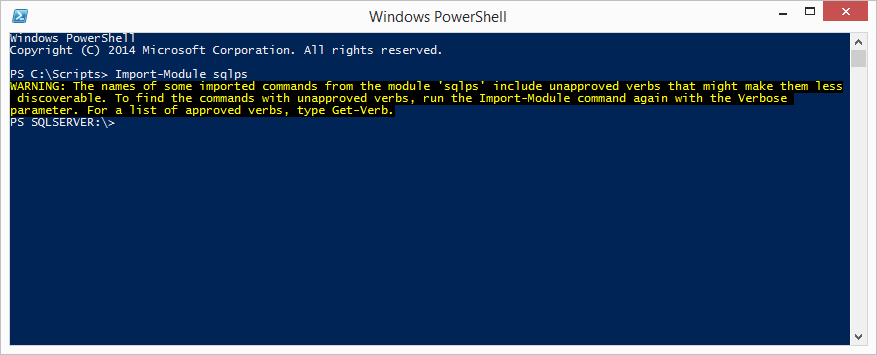 Windows PowerShell
Windows PowerShell
Copyright (C) 2014 Microsoft Corporation. All rights reserved.
PS C:\Scripts> Import-Module sqlps
WARNING: The names of some imported commands from the module 'sqlps' include unapproved verbs that might make them less
discoverable. To find the commands with unapproved verbs, run the Import-Module command again with the Verbose
parameter. For a list of approved verbs, type Get-Verb.
PS SQLSERVER:\>